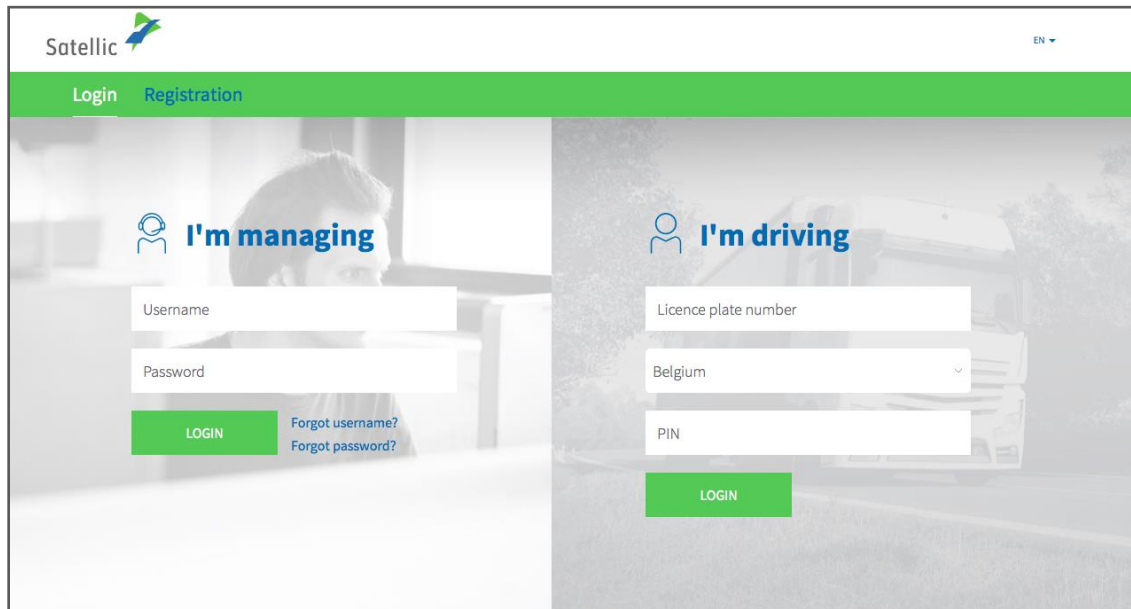 Satellic
EN
Login Registration
I'm managing
Username
Password
LOGIN
Forgot username?
Forgot password?
I'm driving
Licence plate number
Belgium
PIN
LOGIN